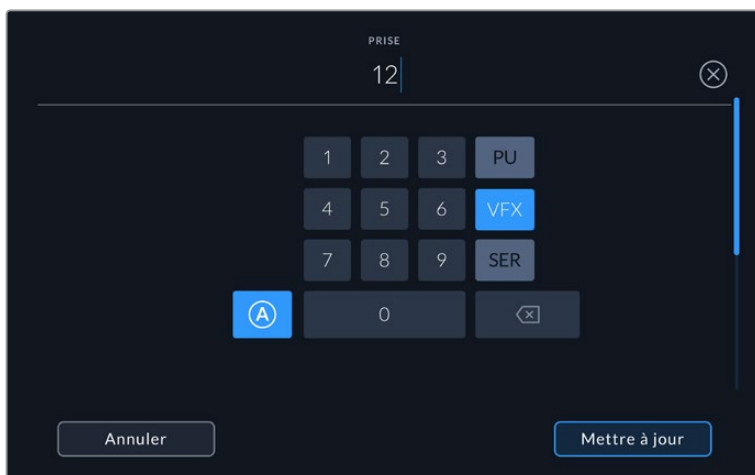 PRISE
12
1 2 3 PU
4 5 6 VFX
7 8 9 SER
A 0
Annuler Mettre à jour